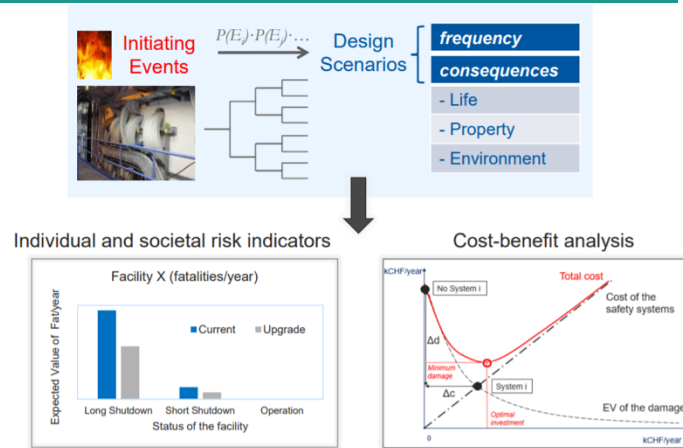 Initiating
Events
P(Ei)·P(Ej)·…
Design
Scenarios
frequency
consequences
- Life
- Property
- Environment
Individual and societal risk indicators
Facility X (fatalities/year)
Expected Value of Fat/year
Current
Upgrade
Long Shutdown
Short Shutdown
Operation
Status of the facility
Cost-benefit analysis
kCHF/year
No System i
Total cost
Cost of the
safety systems
Δd
Minimum
damage
Δc
System i
Optimal
investment
EV of the damage
0
kCHF/year